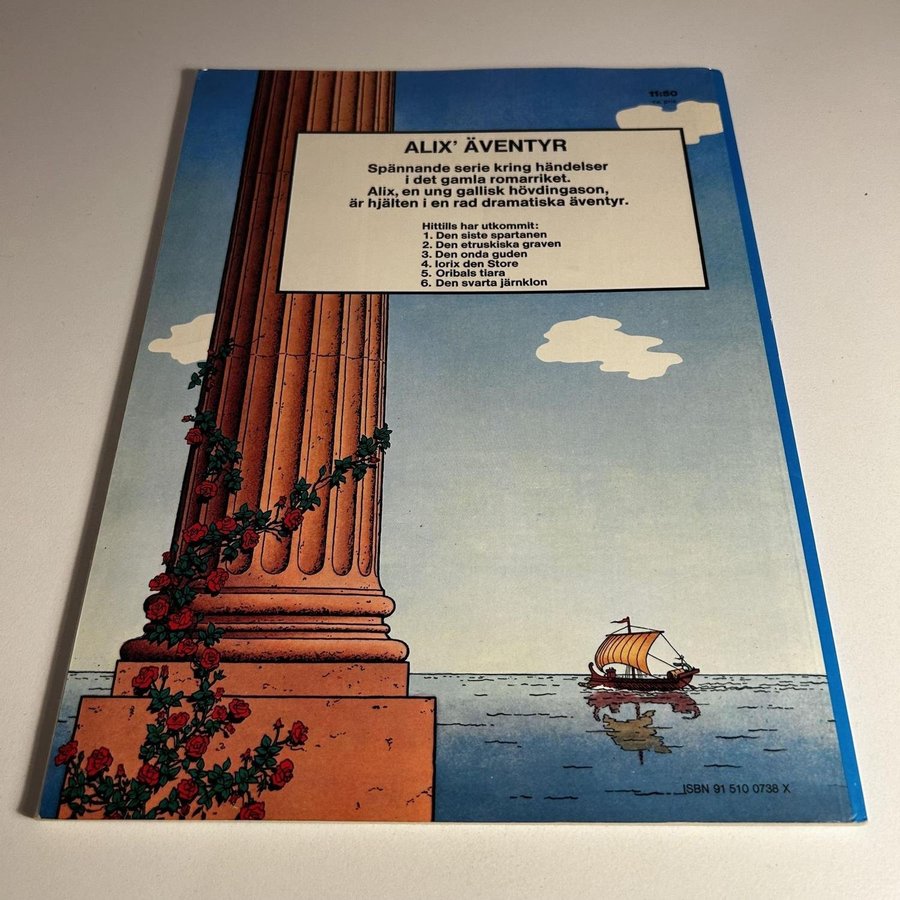 11:50
ALIX' ÄVENTYR
Spännande serie kring händelser
i det gamla romarriket.
Alix, en ung gallisk hövdingason,
är hjälten i en rad dramatiska äventyr.
Hittills har utkommit:
1. Den siste spartanen
2. Den etruskiska graven
3. Den onda guden
4. Iorix den Store
5. Oribals tiara
6. Den svarta järnklon
ISBN 91 510 0738 X